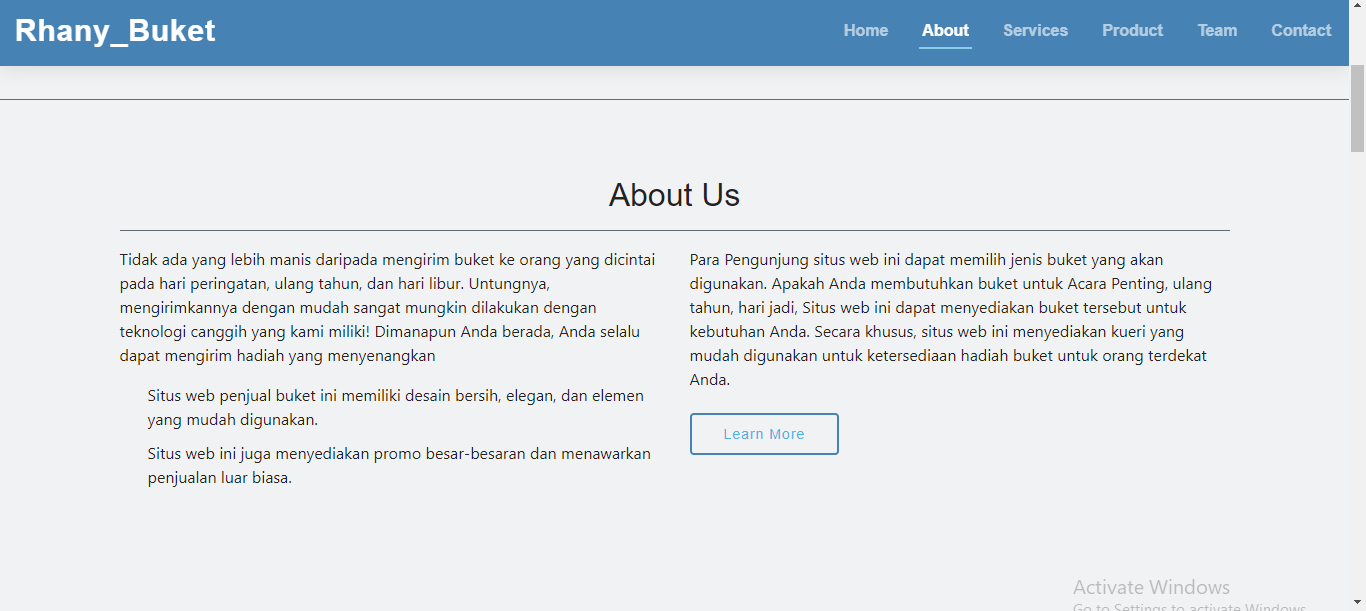 Rhany_Buket
Home About Services Product Team Contact
About Us
Tidak ada yang lebih manis daripada mengirim buket ke orang yang dicintai
pada hari peringatan, ulang tahun, dan hari libur. Untungnya,
mengirimkannya dengan mudah sangat mungkin dilakukan dengan
teknologi canggih yang kami miliki! Dimanapun Anda berada, Anda selalu
dapat mengirim hadiah yang menyenangkan
Situs web penjual buket ini memiliki desain bersih, elegan, dan elemen
yang mudah digunakan.
Situs web ini juga menyediakan promo besar-besaran dan menawarkan
penjualan luar biasa.
Para Pengunjung situs web ini dapat memilih jenis buket yang akan
digunakan. Apakah Anda membutuhkan buket untuk Acara Penting, ulang
tahun, hari jadi, Situs web ini dapat menyediakan buket tersebut untuk
kebutuhan Anda. Secara khusus, situs web ini menyediakan kueri yang
mudah digunakan untuk ketersediaan hadiah buket untuk orang terdekat
Anda.
Learn More
Activate Windows
Go to Settings to activate Windows.